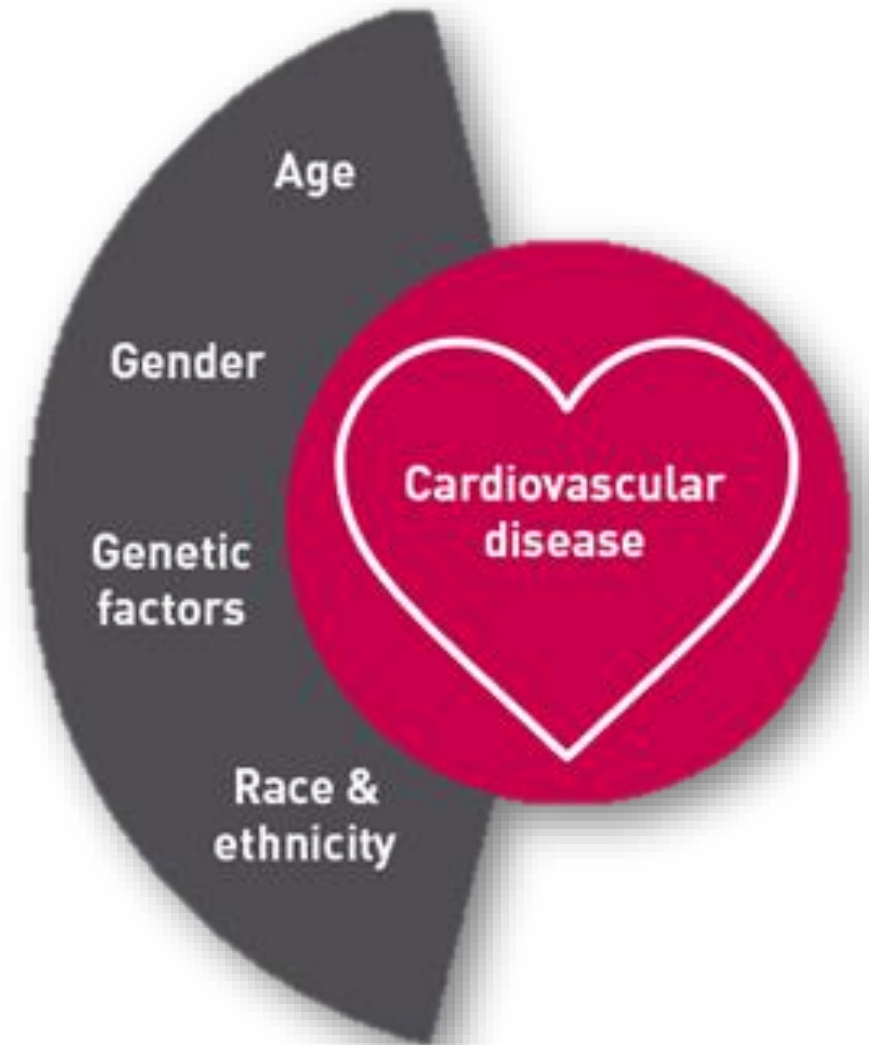 Age
Gender
Genetic
factors
Race &
ethnicity
Cardiovascular
disease